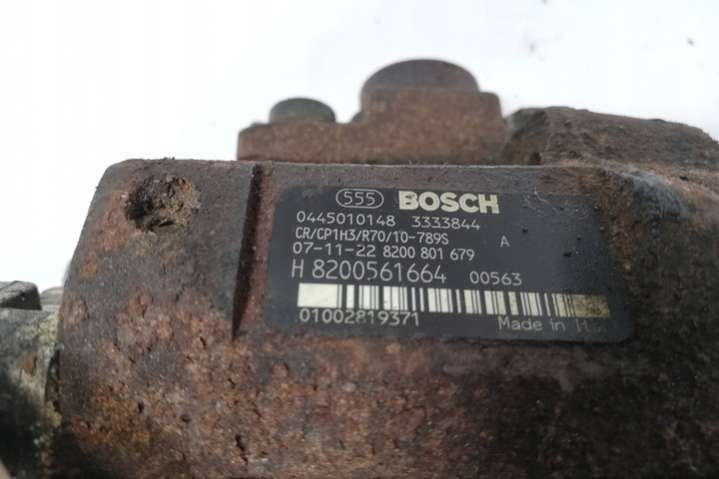 555 BOSCH
0445010148 3333844
CR/CP1H3/R70/10-789S A
07-11-22 8200 801 679
H 8200561664 00563
01002819371 Made in